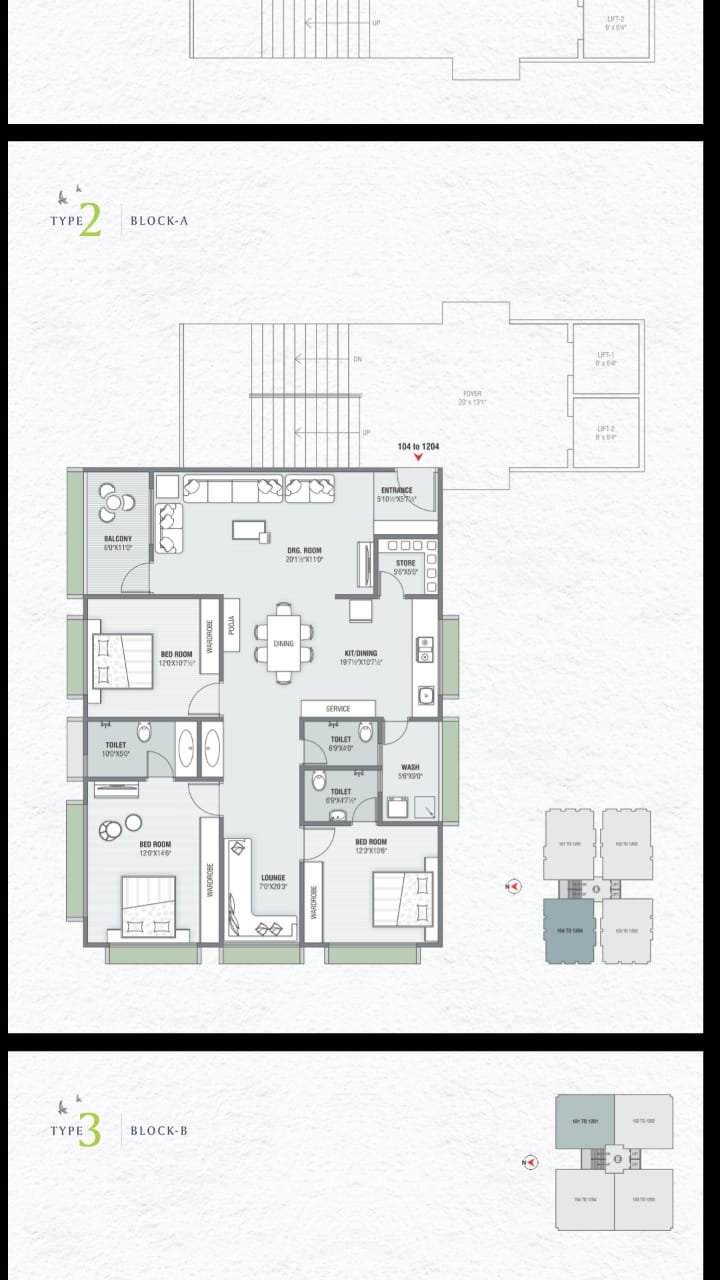 UP
LIFT-2
6' x 6'4"
TYPE 2 | BLOCK-A
DN
UP
LIFT-1
6' x 6'4"
FOYER
20' x 13'1"
LIFT-2
6' x 6'4"
104 to 1204
ENTRANCE
5'10½"X5'7½"
BALCONY
6'0"X11'0"
DRG. ROOM
20'1½"X11'0"
STORE
5'6"X5'0"
BED ROOM
12'0X10'7½"
WARDROBE
POOJA
DINING
KIT/DINING
19'7½"X10'7½"
SERVICE
TOILET
10'0"X5'0"
TOILET
6'9"X4'0"
WASH
5'6"X9'0"
TOILET
6'9"X4'7½"
BED ROOM
12'0'X14'6"
WARDROBE
LOUNGE
7'0"X20'3"
BED ROOM
12'3"X10'6"
WARDROBE
101 TO 1201
102 TO 1202
N
104 TO 1204
103 TO 1203
TYPE 3 | BLOCK-B
101 TO 1201
102 TO 1202
N
B
104 TO 1204
103 TO 1203